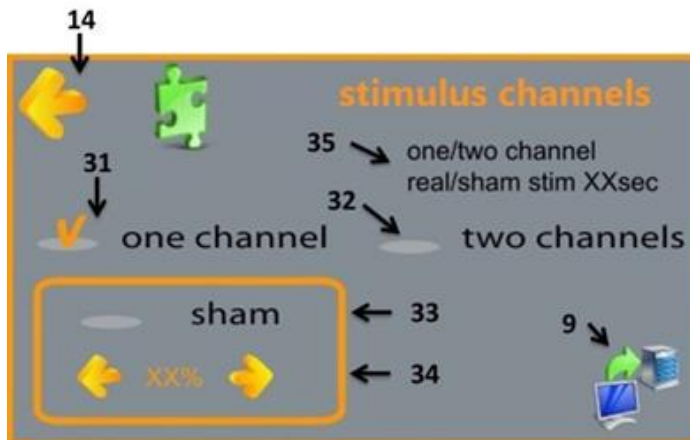 14
stimulus channels
35
one/two channel
real/sham stim XXsec
31
32
one channel
two channels
sham
33
9
XX%
34